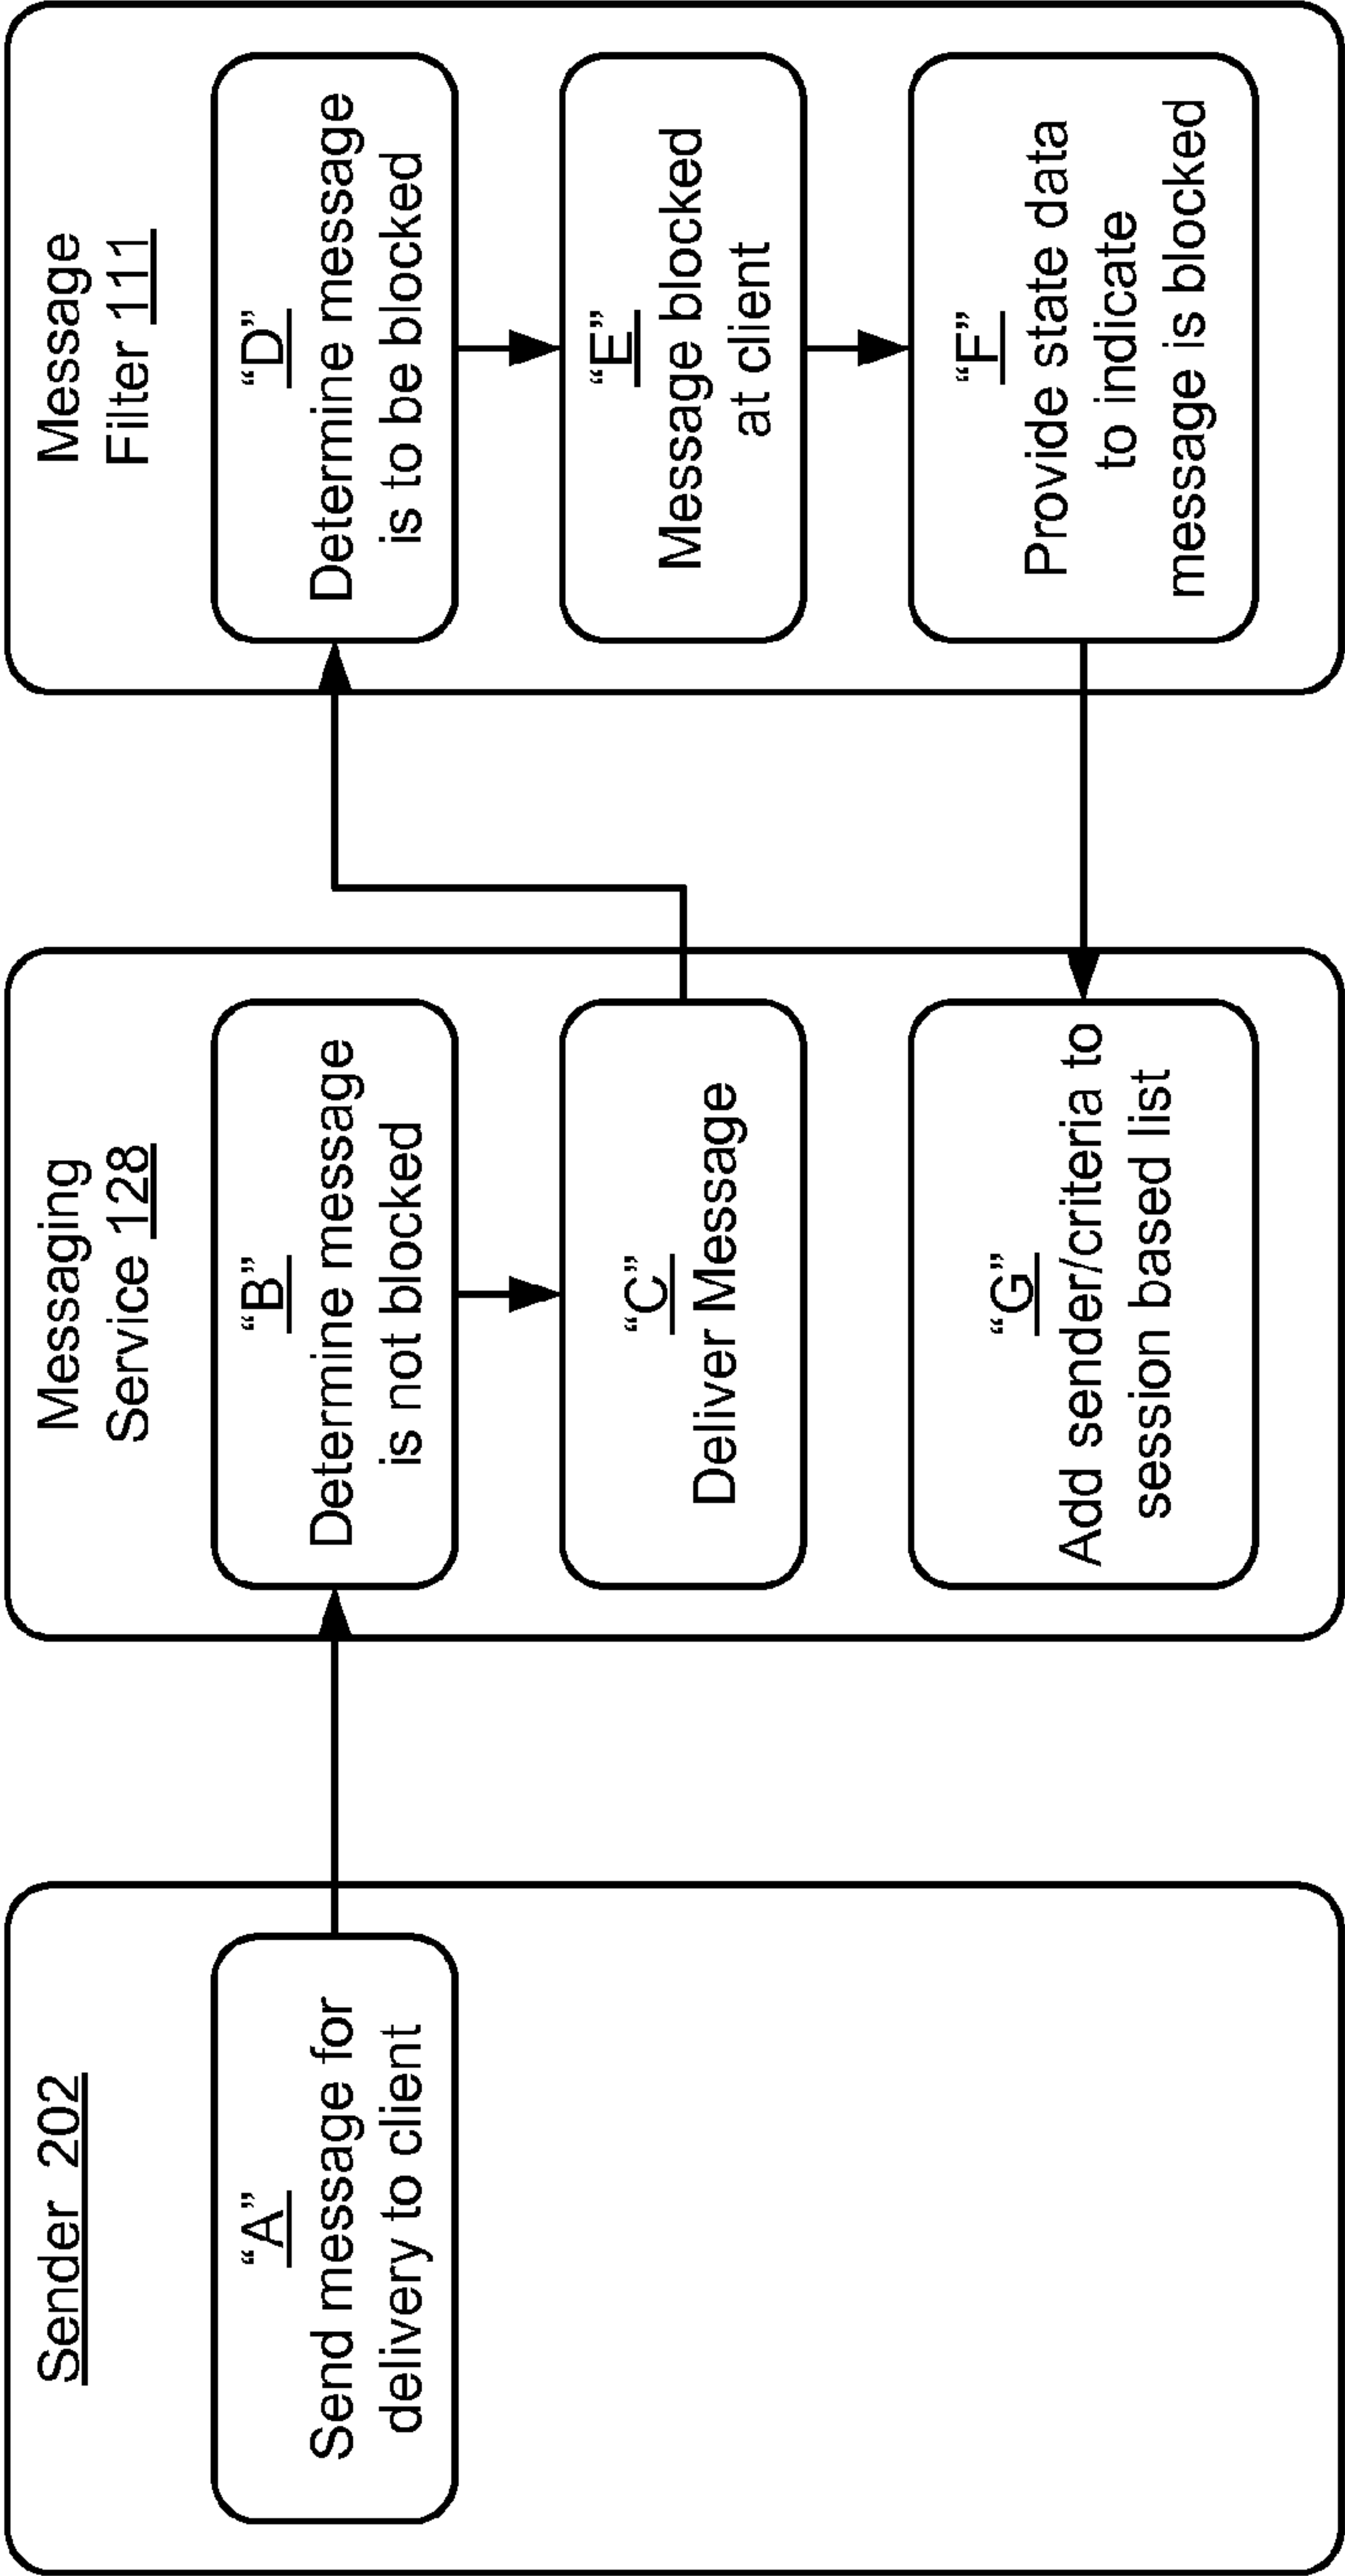 Sender 202
“A”
Send message for
delivery to client
Messaging
Service 128
“B”
Determine message
is not blocked
“C”
Deliver Message
“G”
Add sender/criteria to
session based list
Message
Filter 111
“D”
Determine message
is to be blocked
“E”
Message blocked
at client
“F”
Provide state data
to indicate
message is blocked